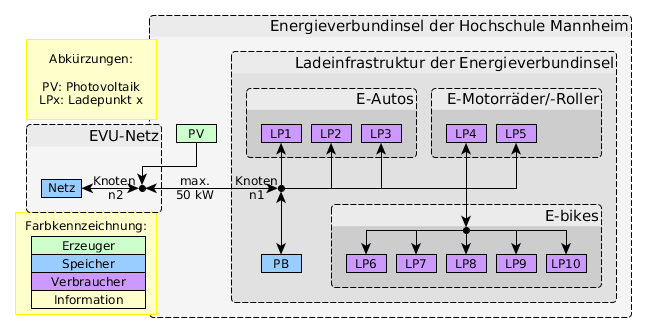 Energieverbundinsel der Hochschule Mannheim
Abkürzungen:
PV: Photovoltaik
LPx: Ladepunkt x
Ladeinfrastruktur der Energieverbundinsel
E-Autos
E-Motorräder/-Roller
EVU-Netz
PV
LP1
LP2
LP3
LP4
LP5
Netz
Knoten
n2
max.
50 kW
Knoten
n1
E-bikes
Farbkennzeichnung:
Erzeuger
Speicher
Verbraucher
Information
PB
LP6
LP7
LP8
LP9
LP10